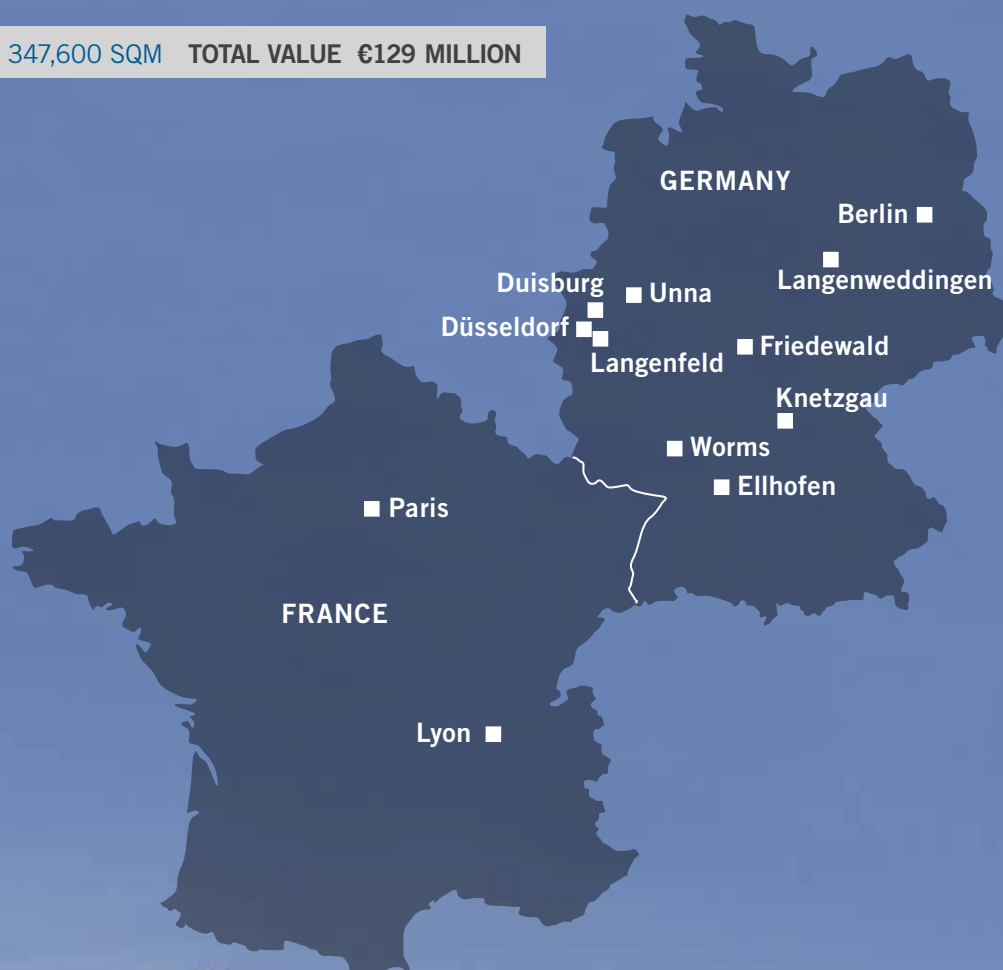 347,600 SQM TOTAL VALUE €129 MILLION
GERMANY
Berlin
Langenweddingen
Duisburg
Unna
Düsseldorf
Langenfeld
Friedewald
Knetzgau
Worms
Ellhofen
Paris
FRANCE
Lyon